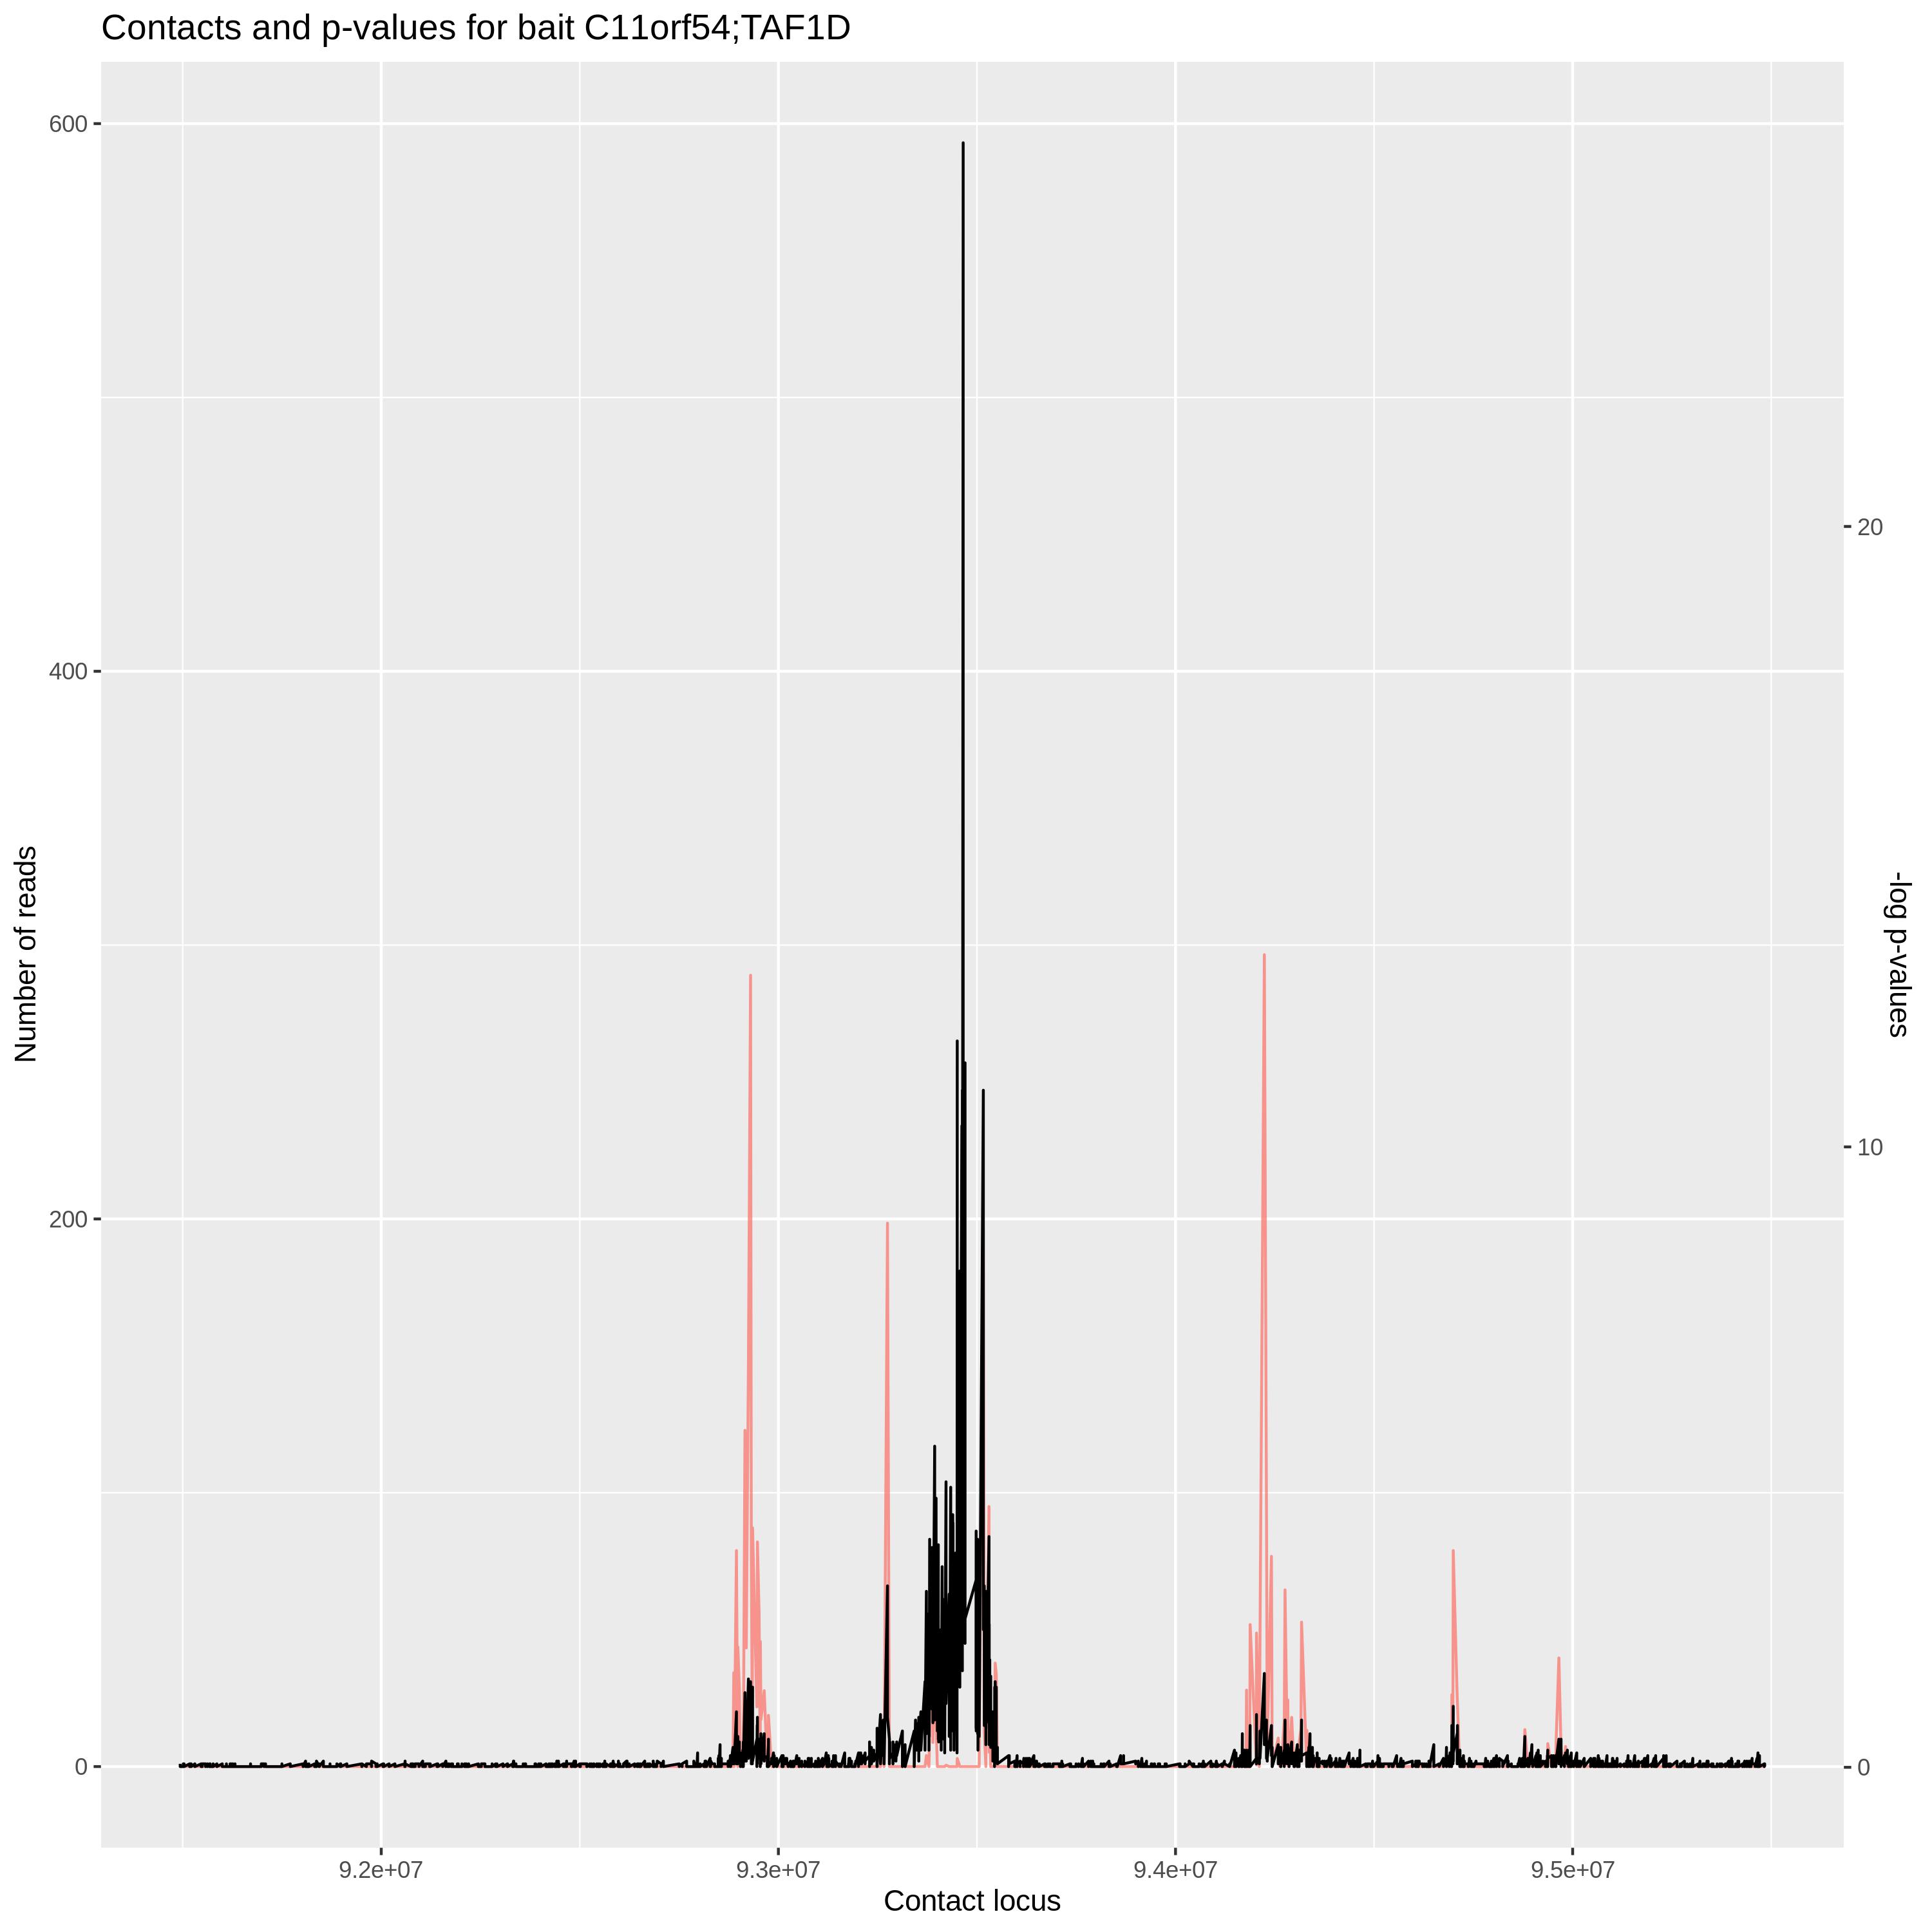 Contacts and p-values for bait C11orf54;TAF1D
600
400
200
0
Number of reads
20
10
0
-log p-values
9.2e+07
9.3e+07
9.4e+07
9.5e+07
Contact locus